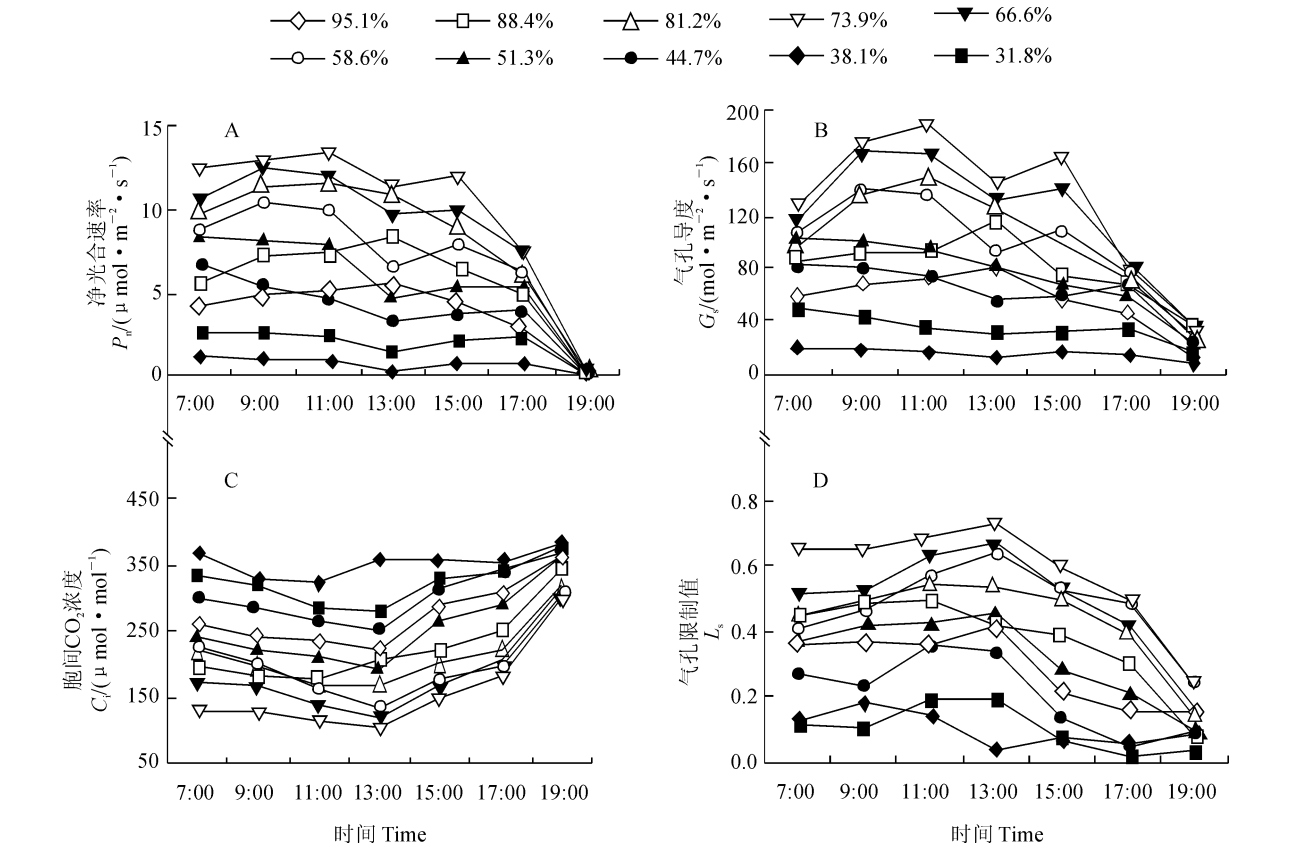 95.1% 88.4% 81.2% 73.9% 66.6%
58.6% 51.3% 44.7% 38.1% 31.8%
A
净光合速率
Pn/(μ mol·m⁻²·s⁻¹)
15
10
5
0
7:00 9:00 11:00 13:00 15:00 17:00 19:00
B
气孔导度
Gs/(mol·m⁻²·s⁻¹)
200
160
120
80
40
0
7:00 9:00 11:00 13:00 15:00 17:00 19:00
C
胞间CO₂浓度
Ci/(μ mol·mol⁻¹)
450
350
250
150
50
7:00 9:00 11:00 13:00 15:00 17:00 19:00
时间 Time
D
气孔限制值
Ls
0.8
0.6
0.4
0.2
0.0
7:00 9:00 11:00 13:00 15:00 17:00 19:00
时间 Time